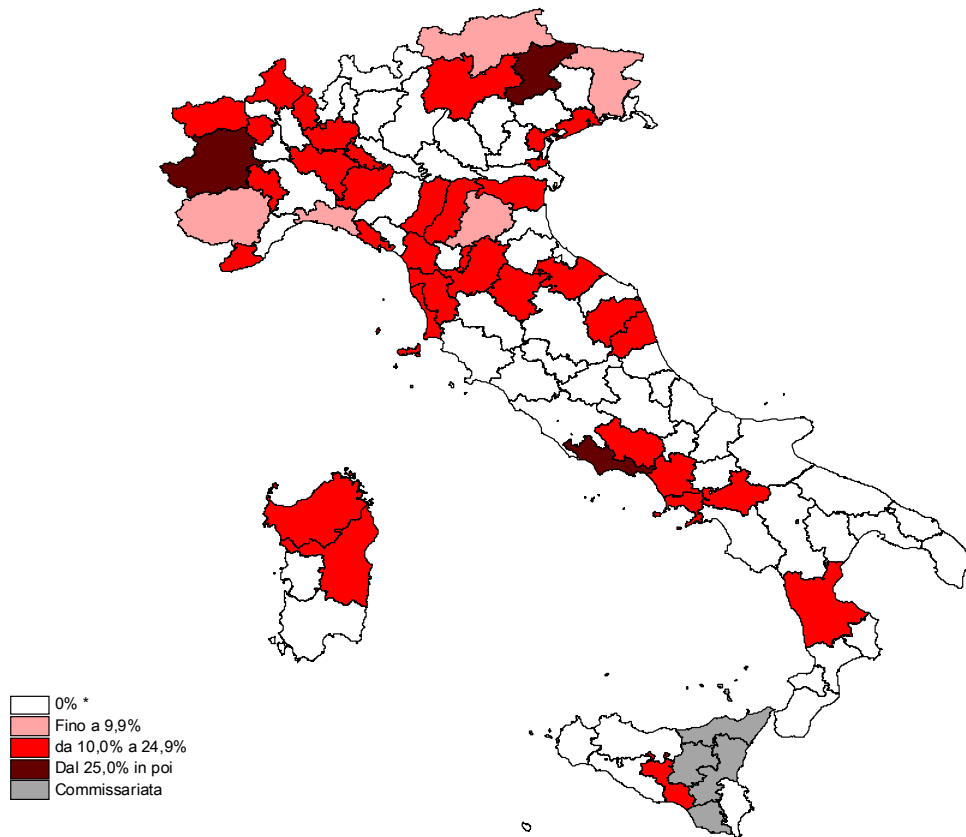 0% *
Fino a 9,9%
da 10,0% a 24,9%
Dal 25,0% in poi
Commissariata